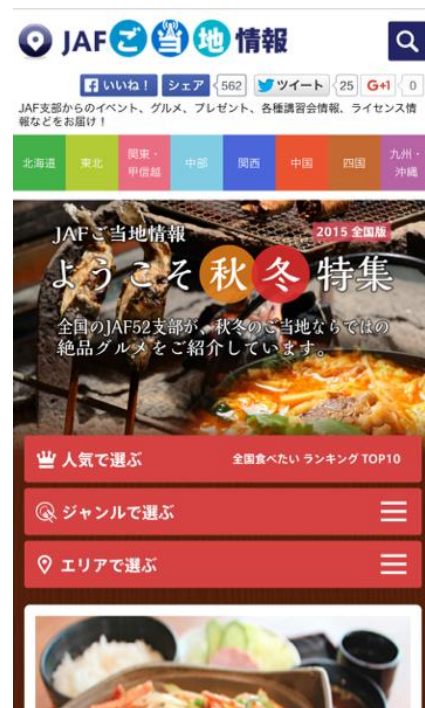 JAFご当地情報
いいね！ シェア 562 ツイート 25 G+1 0
JAF支部からのイベント、グルメ、プレゼント、各種講習会情報、ライセンス情
報などをお届け！
北海道 東北 関東・甲信越 中部 関西 中国 四国 九州・沖縄
JAFご当地情報 2015 全国版
ようこそ秋冬特集
全国のJAF52支部が、秋冬のご当地ならではの
絶品グルメをご紹介しています。
人気で選ぶ 全国食べたい ランキング TOP10
ジャンルで選ぶ
エリアで選ぶ